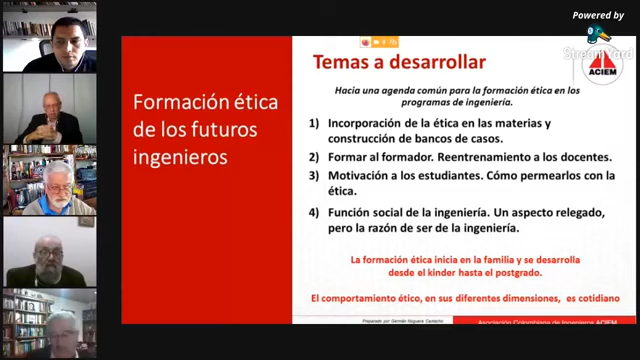 Powered by
StreamYard
ACIEM
Formación ética
de los futuros
ingenieros
Temas a desarrollar
Hacia una agenda común para la formación ética en los
programas de ingeniería.
1) Incorporación de la ética en las materias y
construcción de bancos de casos.
2) Formar al formador. Reentrenamiento a los docentes.
3) Motivación a los estudiantes. Cómo permearlos con la
ética.
4) Función social de la ingeniería. Un aspecto relegado,
pero la razón de ser de la ingeniería.
La formación ética inicia en la familia y se desarrolla
desde el kinder hasta el postgrado.
El comportamiento ético, en sus diferentes dimensiones, es cotidiano
Preparado por Germán Noguera Camacho
Asociación Colombiana de Ingenieros ACIEM